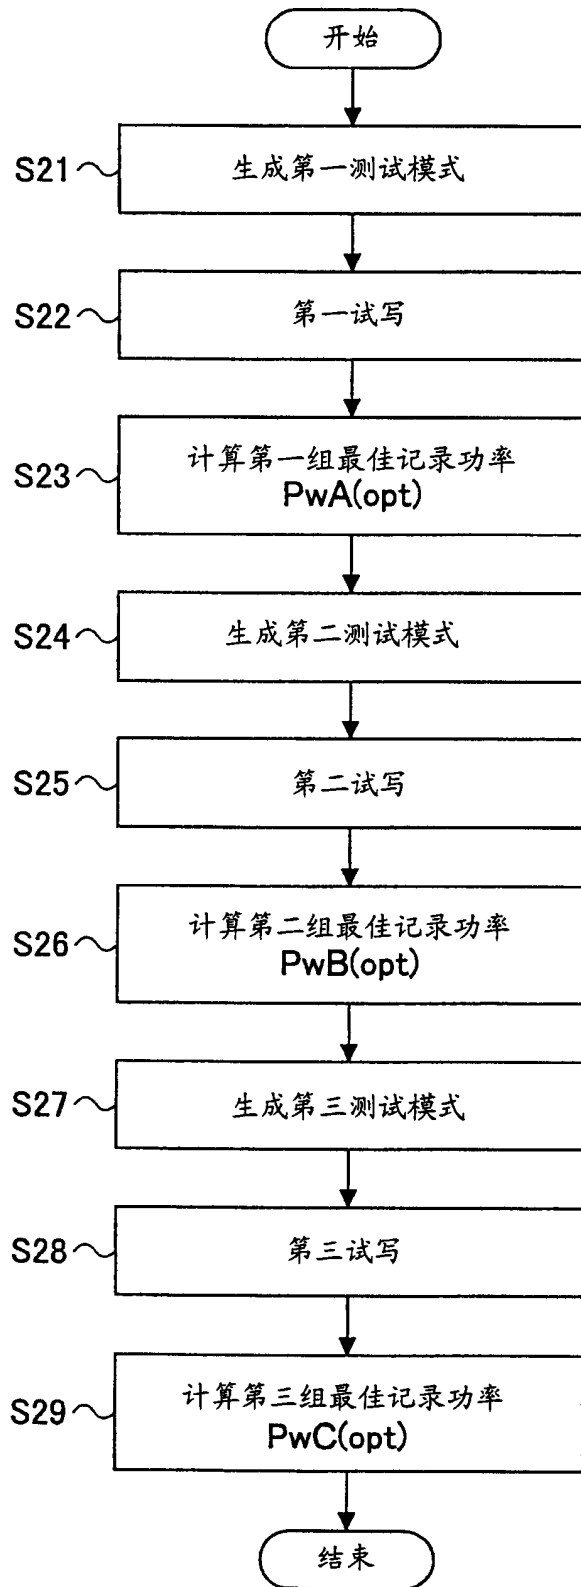 开始
S21 生成第一测试模式
S22 第一试写
S23 计算第一组最佳记录功率
PwA(opt)
S24 生成第二测试模式
S25 第二试写
S26 计算第二组最佳记录功率
PwB(opt)
S27 生成第三测试模式
S28 第三试写
S29 计算第三组最佳记录功率
PwC(opt)
结束